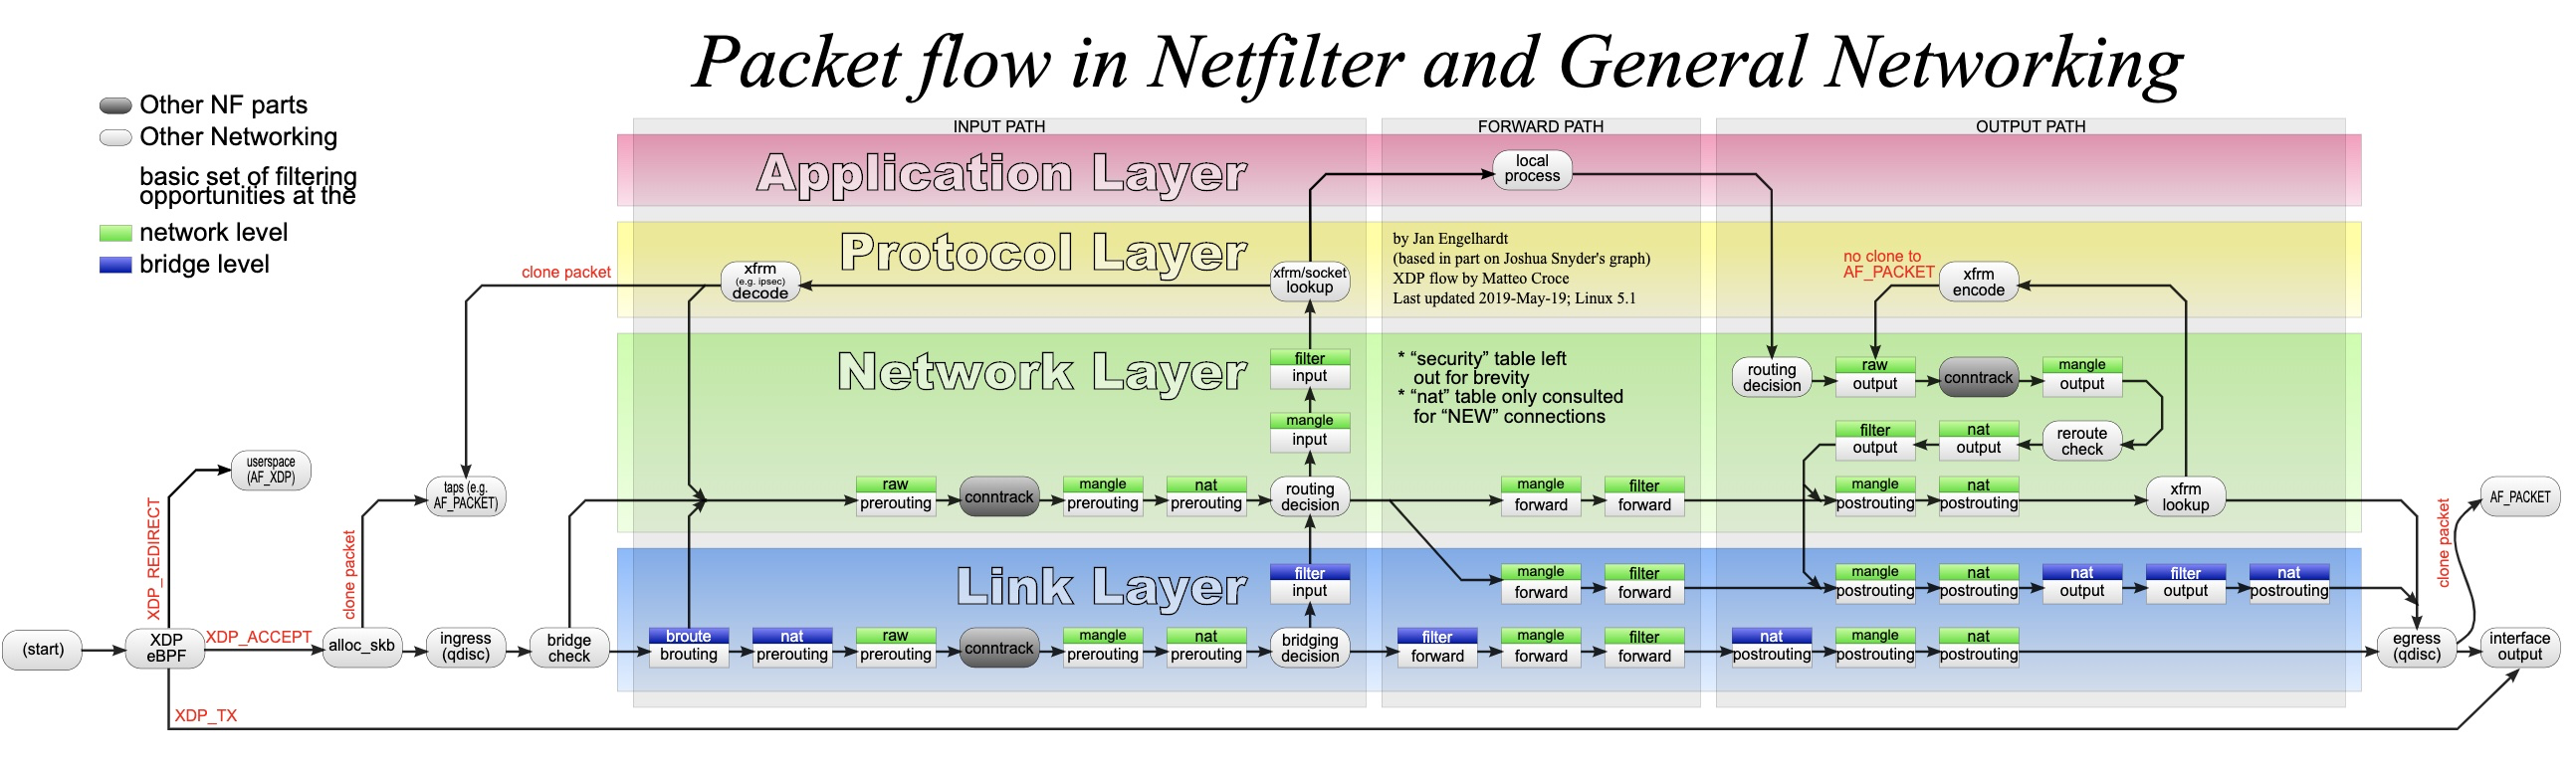 Packet flow in Netfilter and General Networking
Other NF parts
Other Networking
basic set of filtering
opportunities at the
network level
bridge level
INPUT PATH
FORWARD PATH
OUTPUT PATH
Application Layer
local
process
Protocol Layer
by Jan Engelhardt
(based in part on Joshua Snyder's graph)
XDP flow by Matteo Croce
Last updated 2019-May-19; Linux 5.1
clone packet
xfrm
(e.g. ipsec)
decode
xfrm/socket
lookup
no clone to
AF_PACKET
xfrm
encode
Network Layer
filter
input
mangle
input
* “security” table left
out for brevity
* “nat” table only consulted
for “NEW” connections
routing
decision
raw
output
conntrack
mangle
output
filter
output
nat
output
reroute
check
userspace
(AF_XDP)
taps (e.g.
AF_PACKET)
raw
prerouting
conntrack
mangle
prerouting
nat
prerouting
routing
decision
mangle
forward
filter
forward
mangle
postrouting
nat
postrouting
xfrm
lookup
AF_PACKET
XDP_REDIRECT
clone packet
clone packet
Link Layer
filter
input
mangle
forward
filter
forward
mangle
postrouting
nat
postrouting
nat
output
filter
output
nat
postrouting
(start)
XDP
eBPF
XDP_ACCEPT
alloc_skb
ingress
(qdisc)
bridge
check
broute
brouting
nat
prerouting
raw
prerouting
conntrack
mangle
prerouting
nat
prerouting
bridging
decision
filter
forward
mangle
forward
filter
forward
nat
postrouting
mangle
postrouting
nat
postrouting
egress
(qdisc)
interface
output
XDP_TX